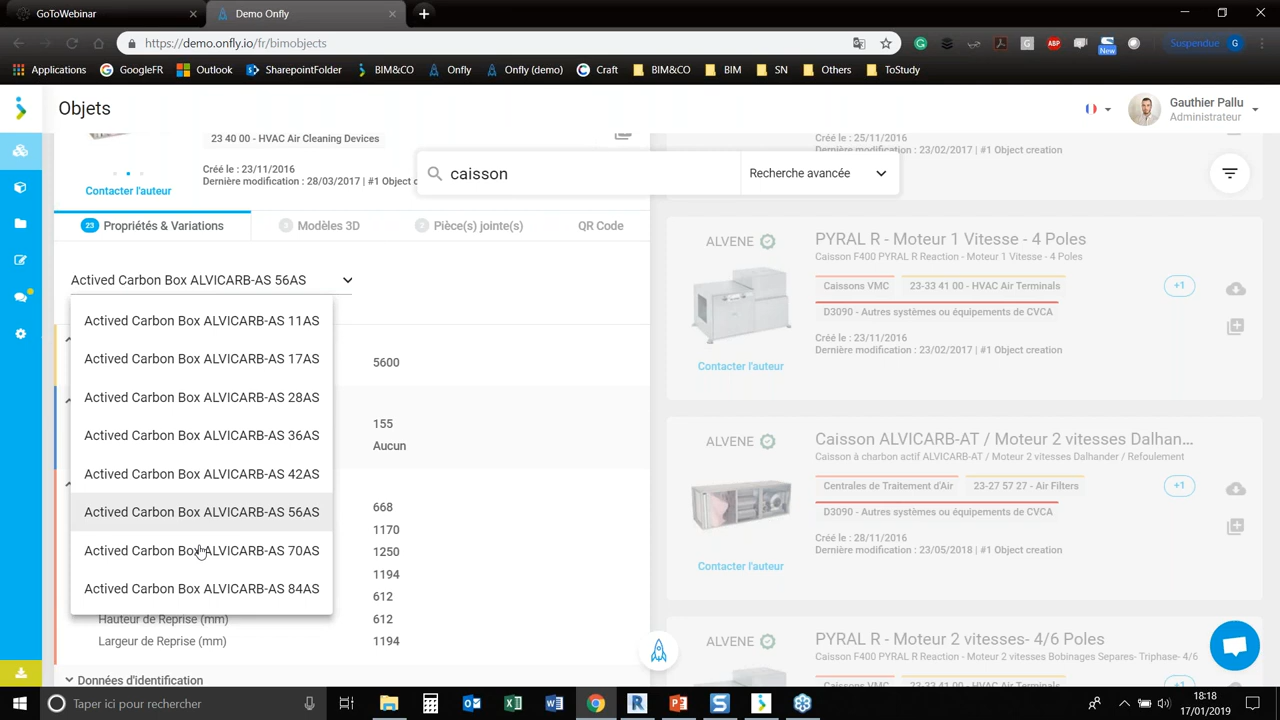 GoToWebinar
Demo Onfly
https://demo.onfly.io/fr/bimobjects
ABP
New
Suspendue
G
Applications
GoogleFR
Outlook
SharepointFolder
BIM&CO
Onfly
Onfly (demo)
Craft
BIM&CO
BIM
SN
Others
ToStudy
Objets
Gauthier Pallu
Administrateur
23 40 00 - HVAC Air Cleaning Devices
Créé le : 23/11/2016
Dernière modification : 28/03/2017 | #1 Object c
Contacter l'auteur
caisson
Recherche avancée
Créé le : 25/11/2016
Dernière modification : 23/02/2017 | #1 Object creation
23 Propriétés & Variations
3 Modèles 3D
2 Pièce(s) jointe(s)
QR Code
Actived Carbon Box ALVICARB-AS 56AS
Actived Carbon Box ALVICARB-AS 11AS
Actived Carbon Box ALVICARB-AS 17AS
Actived Carbon Box ALVICARB-AS 28AS
Actived Carbon Box ALVICARB-AS 36AS
Actived Carbon Box ALVICARB-AS 42AS
Actived Carbon Box ALVICARB-AS 56AS
Actived Carbon Box ALVICARB-AS 70AS
Actived Carbon Box ALVICARB-AS 84AS
5600
155
Aucun
668
1170
1250
1194
612
Hauteur de Reprise (mm) 612
Largeur de Reprise (mm) 1194
Données d'identification
ALVENE
PYRAL R - Moteur 1 Vitesse - 4 Poles
Caisson F400 PYRAL R Reaction - Moteur 1 Vitesse - 4 Poles
Caissons VMC
23-33 41 00 - HVAC Air Terminals
+1
D3090 - Autres systèmes ou équipements de CVCA
Créé le : 23/11/2016
Dernière modification : 23/02/2017 | #1 Object creation
Contacter l'auteur
ALVENE
Caisson ALVICARB-AT / Moteur 2 vitesses Dalhan...
Caisson à charbon actif ALVICARB-AT / Moteur 2 vitesses Dalhander / Refoulement
Centrales de Traitement d'Air
23-27 57 27 - Air Filters
+1
D3090 - Autres systèmes ou équipements de CVCA
Créé le : 28/11/2016
Dernière modification : 23/05/2018 | #1 Object creation
Contacter l'auteur
ALVENE
PYRAL R - Moteur 2 vitesses- 4/6 Poles
Caisson F400 PYRAL R Reaction - Moteur 2 vitesses Bobinages Separes- Triphase- 4/6
Caissons VMC
23-33 41 00 - HVAC Air Terminals
+1
Taper ici pour rechercher
18:18
17/01/2019